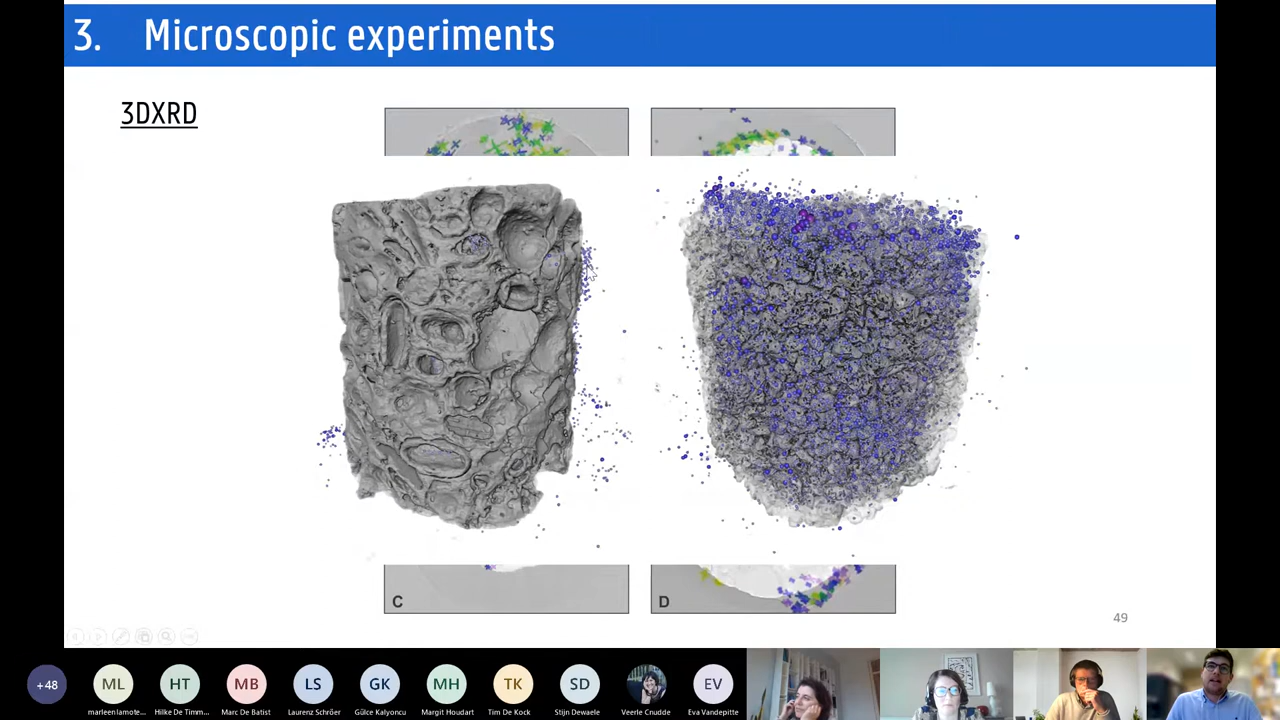 3. Microscopic experiments
3DXRD
C
D
49
+48
ML
HT
MB
LS
GK
MH
TK
SD
EV
marleen lamote...
Hilke De Timm...
Marc De Batist
Laurenz Schröer
Gülce Kalyoncu
Margit Houdart
Tim De Kock
Stijn Dewaele
Veerle Cnudde
Eva Vandepitte